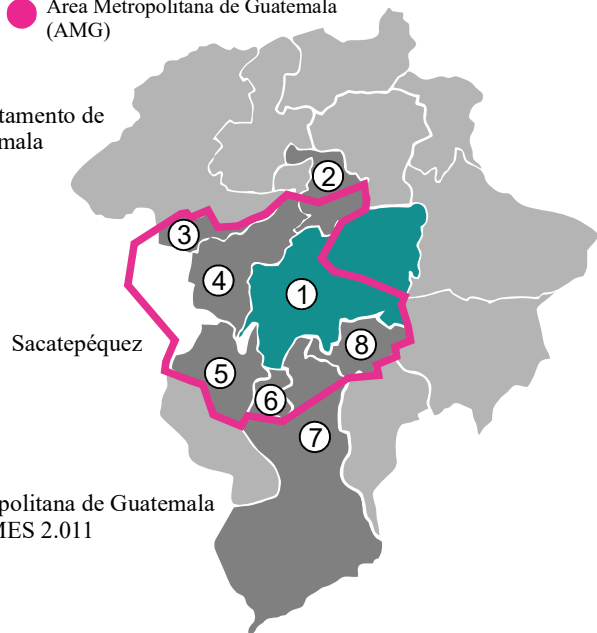 Area Metropolitana de Guatemala
(AMG)
tamento de
mala
2
3
4
1
Sacatepéquez
8
5
6
7
politana de Guatemala
MES 2.011